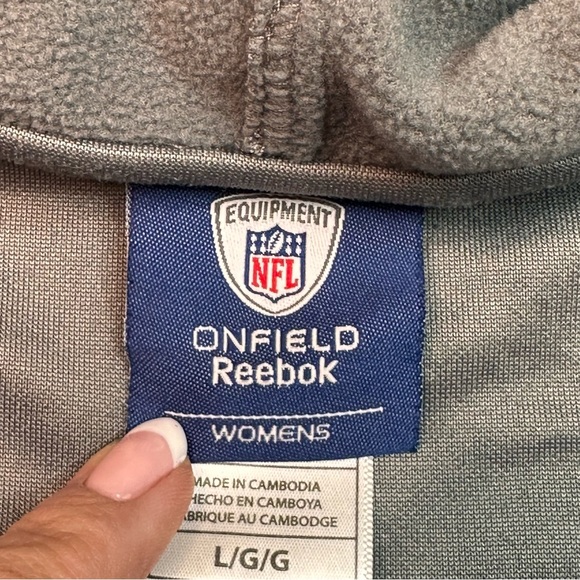 EQUIPMENT
NFL
ONFIELD
Reebok
WOMENS
MADE IN CAMBODIA
HECHO EN CAMBOYA
FABRIQUE AU CAMBODGE
L/G/G